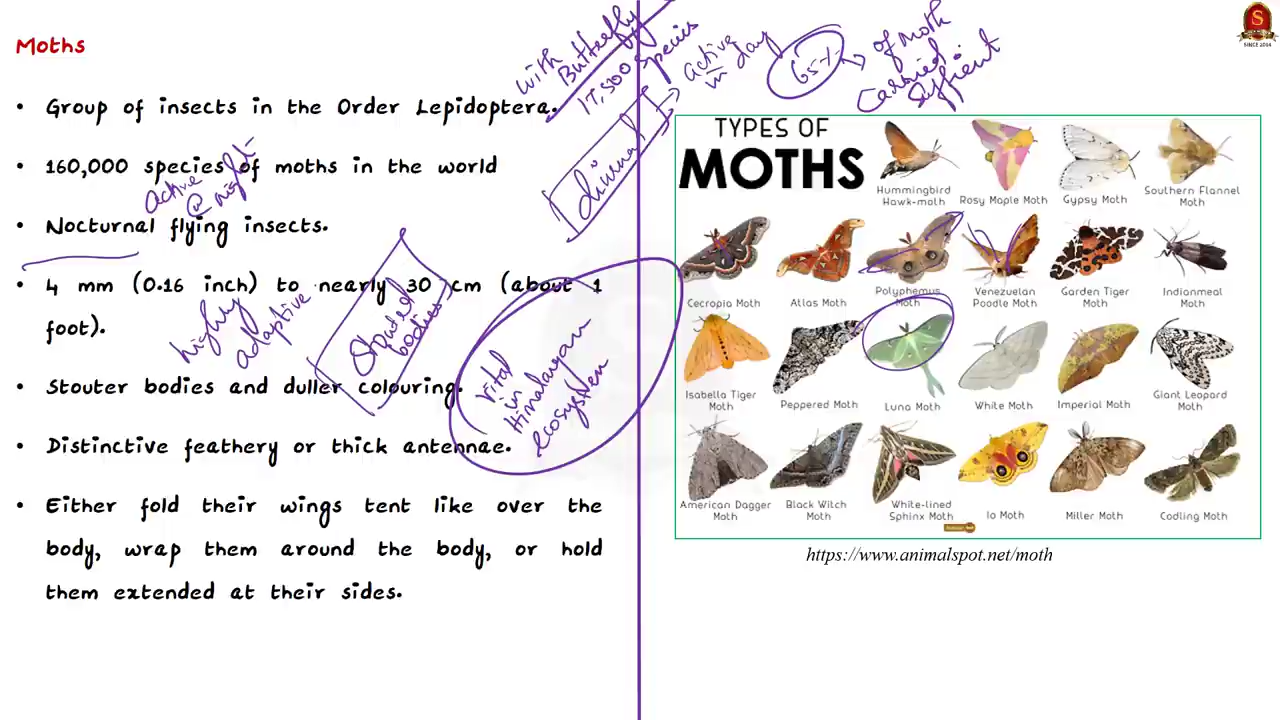 Moths
• Group of insects in the Order Lepidoptera.
• 160,000 species of moths in the world
• Nocturnal flying insects.
• 4 mm (0.16 inch) to nearly 30 cm (about 1
foot).
• Stouter bodies and duller colouring.
• Distinctive feathery or thick antennae.
• Either fold their wings tent like over the
body, wrap them around the body, or hold
them extended at their sides.
active
@ night
highly
adaptive
bodies
Vital
in
Himalayan
ecosystem
with
Butterfly
17,500 species
diurnal
active
in day
65%
of moth
carried
S
SINCE 2014
TYPES OF
MOTHS
Hummingbird
Hawk-moth
Rosy Maple Moth
Gypsy Moth
Southern Flannel
Moth
Cecropia Moth
Atlas Moth
Polyphemus
Moth
Venezuelan
Poodle Moth
Garden Tiger
Moth
Indianmeal
Moth
Isabella Tiger
Moth
Peppered Moth
Luna Moth
White Moth
Imperial Moth
Giant Leopard
Moth
American Dagger
Moth
Black Witch
Moth
White-lined
Sphinx Moth
Io Moth
Miller Moth
Codling Moth
https://www.animalspot.net/moth